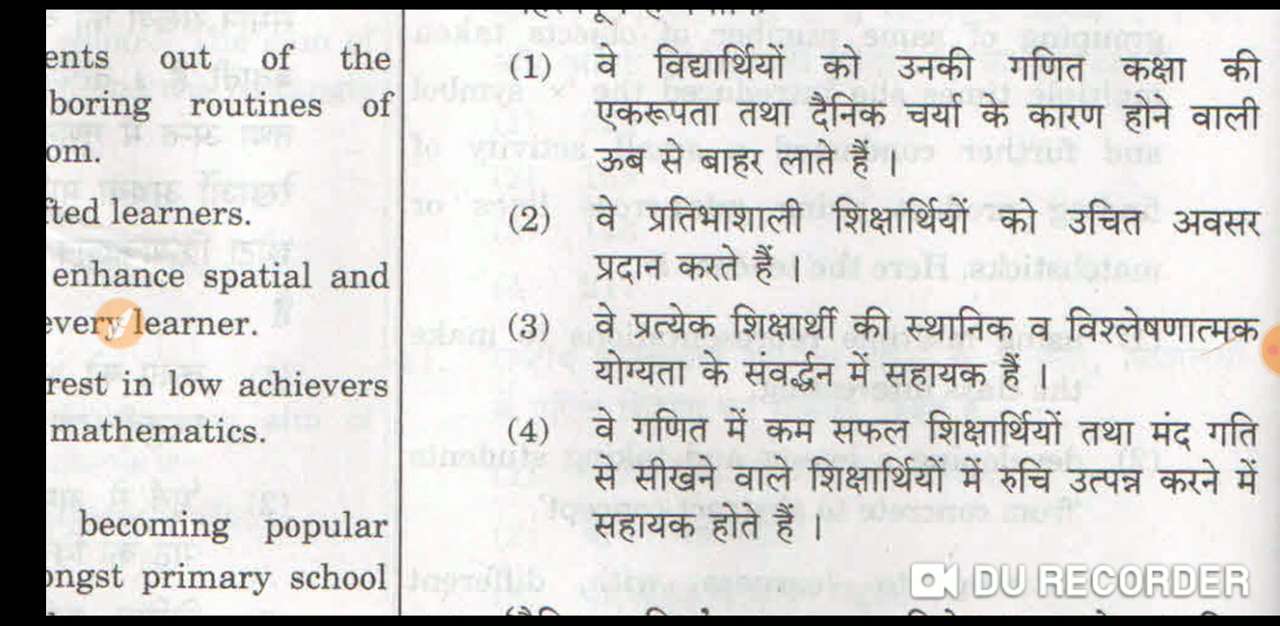 ents out of the
boring routines of
om.
fted learners.
enhance spatial and
every learner.
rest in low achievers
mathematics.
becoming popular
ongst primary school
(1) वे विद्यार्थियों को उनकी गणित कक्षा की
एकरूपता तथा दैनिक चर्या के कारण होने वाली
ऊब से बाहर लाते हैं ।
(2) वे प्रतिभाशाली शिक्षार्थियों को उचित अवसर
प्रदान करते हैं ।
(3) वे प्रत्येक शिक्षार्थी की स्थानिक व विश्लेषणात्मक
योग्यता के संवर्द्धन में सहायक हैं ।
(4) वे गणित में कम सफल शिक्षार्थियों तथा मंद गति
से सीखने वाले शिक्षार्थियों में रुचि उत्पन्न करने में
सहायक होते हैं ।
DU RECORDER